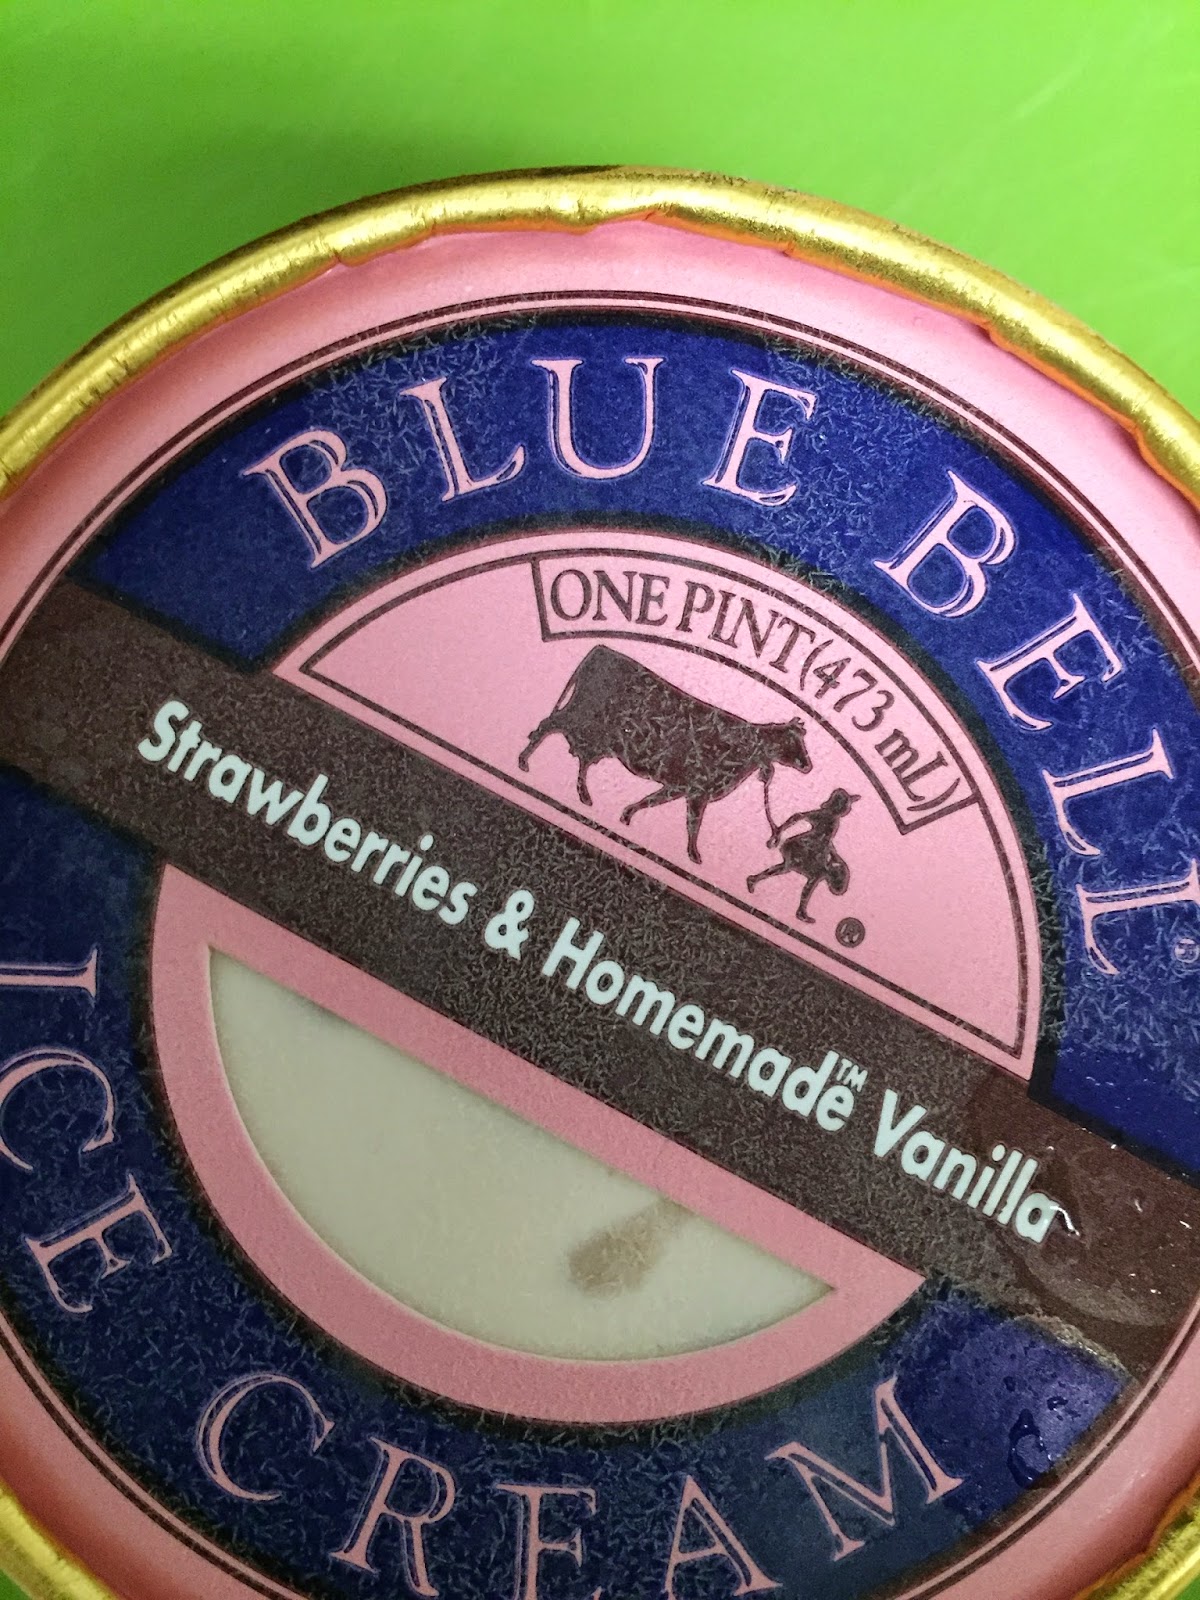 BLUE BELL®
ONE PINT (473 mL)
®
Strawberries & Homemade™ Vanilla
ICE CREAM